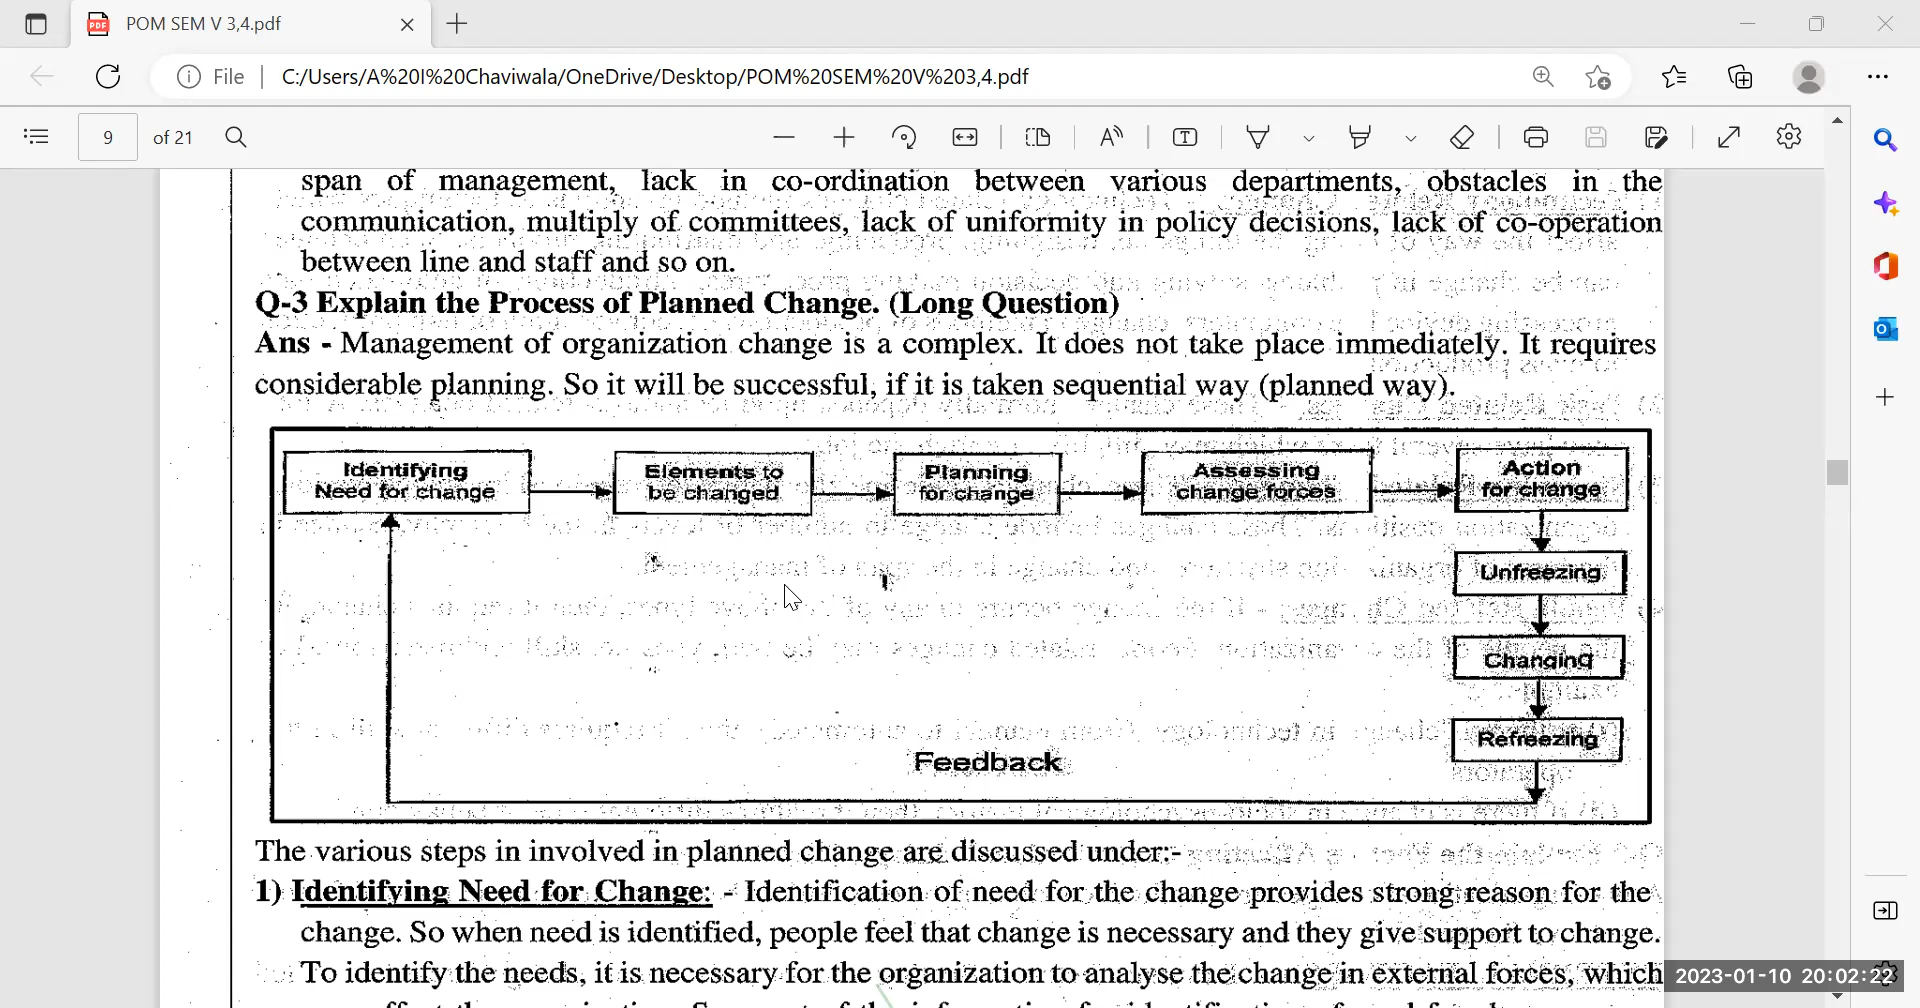 POM SEM V 3,4.pdf
File C:/Users/A%20I%20Chaviwala/OneDrive/Desktop/POM%20SEM%20V%203,4.pdf
9 of 21
span of management, lack in co-ordination between various departments, obstacles in the
communication, multiply of committees, lack of uniformity in policy decisions, lack of co-operation
between line and staff and so on.
Q-3 Explain the Process of Planned Change. (Long Question)
Ans - Management of organization change is a complex. It does not take place immediately. It requires
considerable planning. So it will be successful, if it is taken sequential way (planned way).
Identifying
Need for change
Elements to
be changed
Planning
for change
Assessing
change forces
Action
for change
Unfreezing
Changing
Refreezing
Feedback
The various steps in involved in planned change are discussed under:-
1) Identifying Need for Change: - Identification of need for the change provides strong reason for the
change. So when need is identified, people feel that change is necessary and they give support to change.
To identify the needs, it is necessary for the organization to analyse the change in external forces, which
2023-01-10 20:02:22